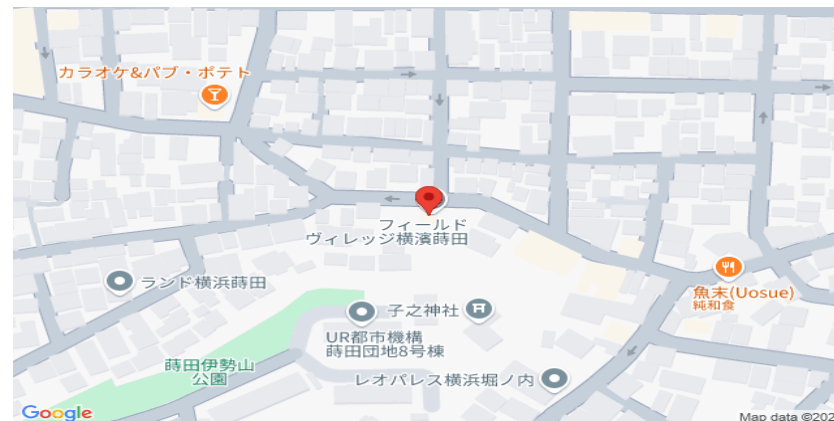 カラオケ&パブ・ポテト
フィールド
ヴィレッジ横濱蒔田
ランド横浜蒔田
魚末(Uosue)
純和食
子之神社
UR都市機構
蒔田団地8号棟
蒔田伊勢山
公園
レオパレス横浜堀ノ内
Google
Map data ©202